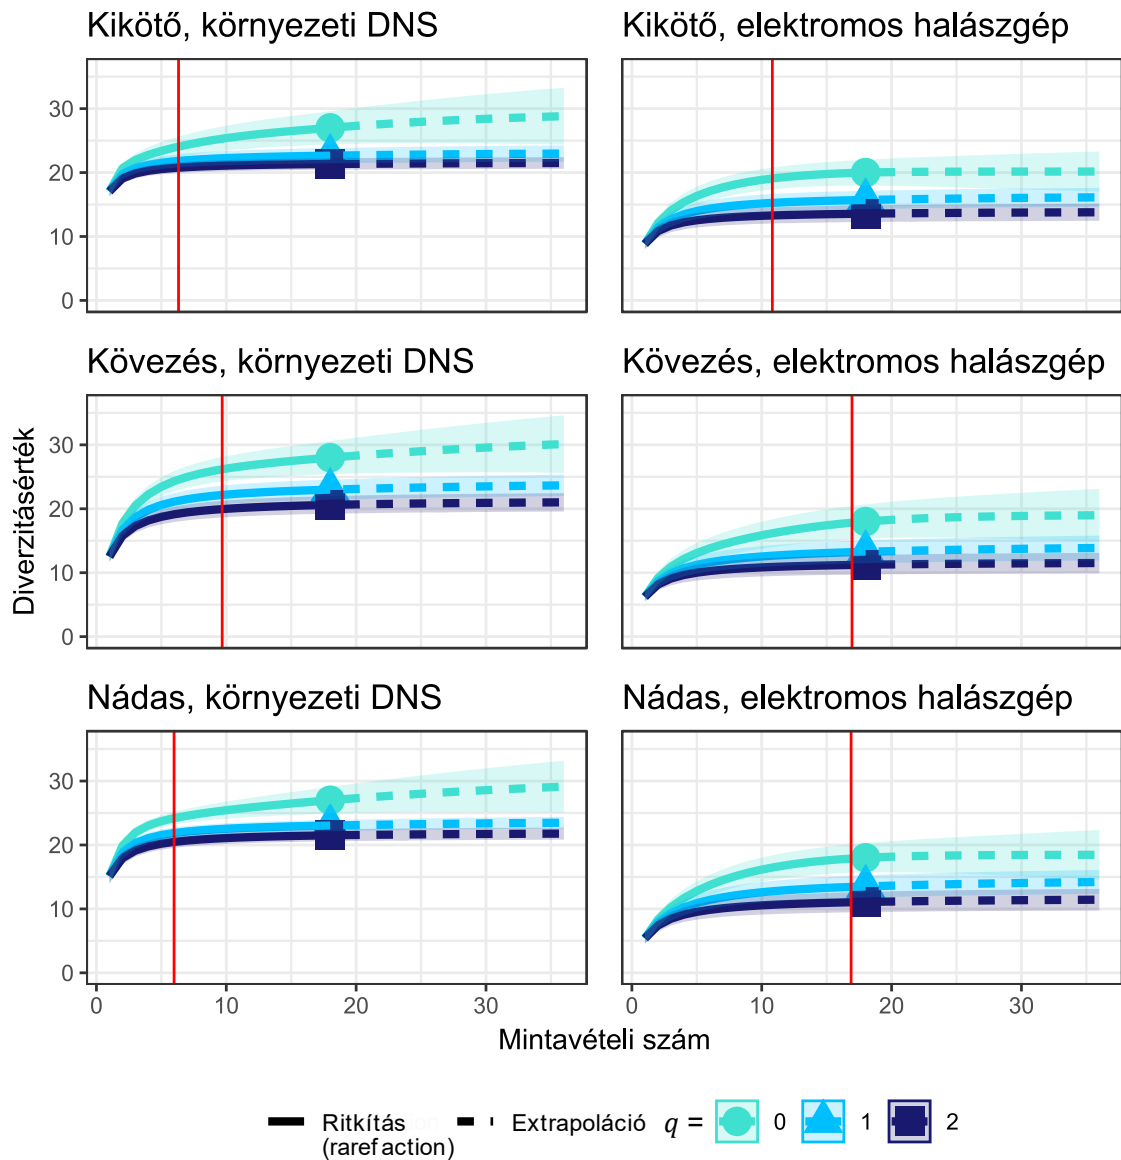 Kikötő, környezeti DNS
Kikötő, elektromos halászgép
30
20
10
0
Kövezés, környezeti DNS
Kövezés, elektromos halászgép
30
20
10
0
Diverzitásérték
Nádas, környezeti DNS
Nádas, elektromos halászgép
30
20
10
0
0 10 20 30
0 10 20 30
Mintavételi szám
Ritkítás
(rarefaction)
Extrapoláció
q = 0 1 2